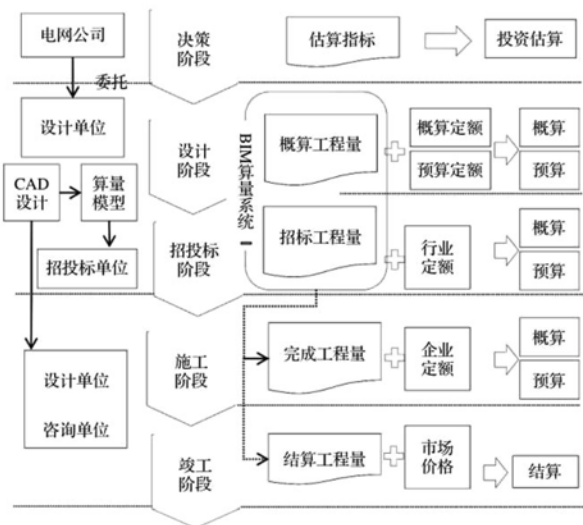 电网公司
决策
阶段
估算指标
投资估算
委托
设计单位
设计
阶段
BIM算量系统
概算工程量
概算定额
预算定额
概算
预算
CAD
设计
算量
模型
招投标单位
招投标
阶段
招标工程量
行业
定额
概算
预算
设计单位
咨询单位
施工
阶段
完成工程量
企业
定额
概算
预算
竣工
阶段
结算工程量
市场
价格
结算